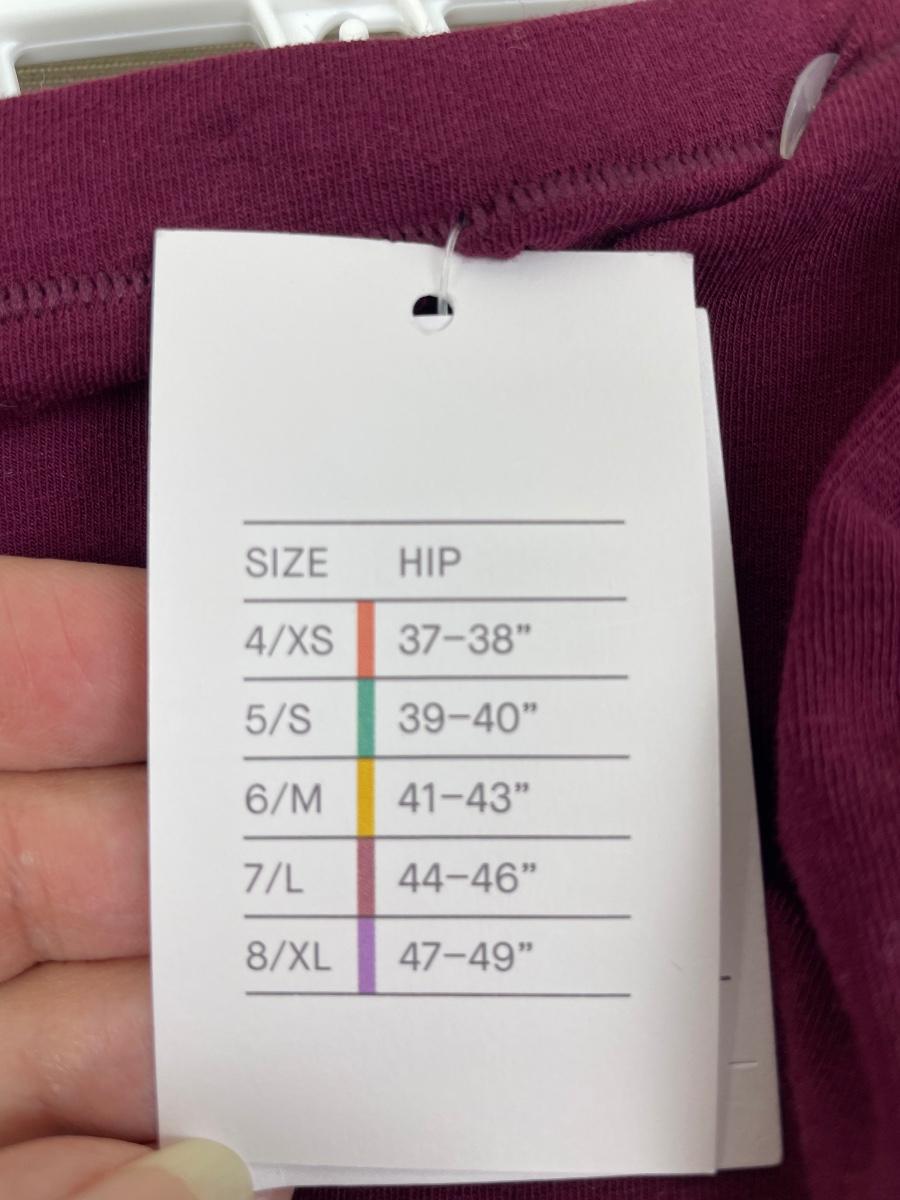 SIZE HIP
4/XS 37–38”
5/S 39–40”
6/M 41–43”
7/L 44–46”
8/XL 47–49”